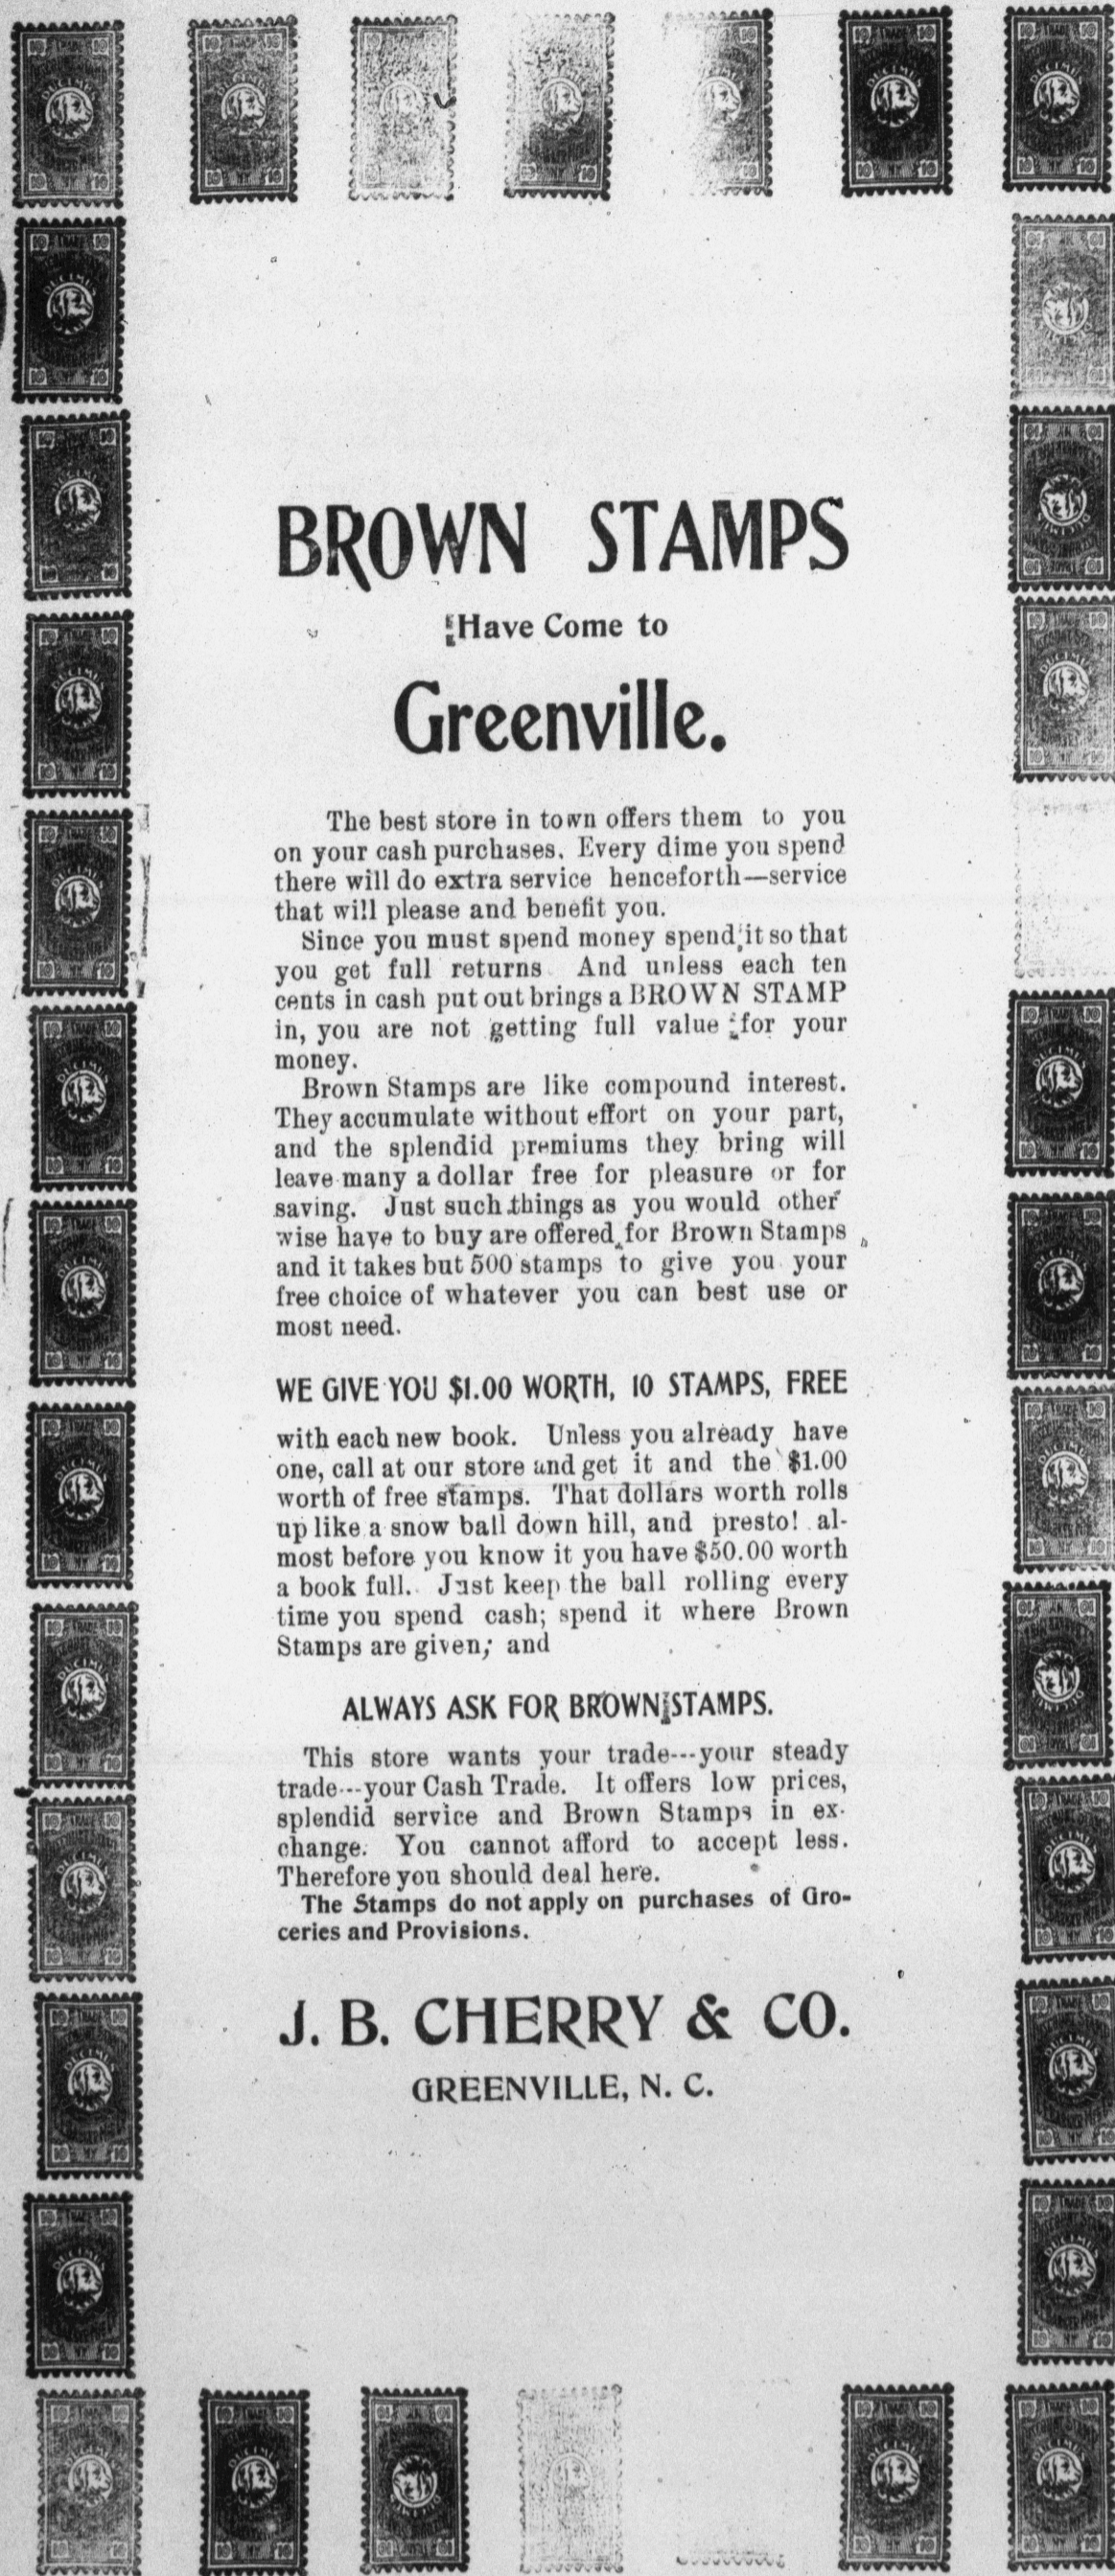 BROWN STAMPS
Have Come to
Greenville.
The best store in town offers them to you
on your cash purchases. Every dime you spend
there will do extra service henceforth—service
that will please and benefit you.
Since you must spend money spend it so that
you get full returns And unless each ten
cents in cash put out brings a BROWN STAMP
in, you are not getting full value for your
money.
Brown Stamps are like compound interest.
They accumulate without effort on your part,
and the splendid premiums they bring will
leave many a dollar free for pleasure or for
saving. Just such things as you would other
wise have to buy are offered for Brown Stamps
and it takes but 500 stamps to give you your
free choice of whatever you can best use or
most need.
WE GIVE YOU $1.00 WORTH, 10 STAMPS, FREE
with each new book. Unless you already have
one, call at our store and get it and the $1.00
worth of free stamps. That dollars worth rolls
up like a snow ball down hill, and presto! al-
most before you know it you have $50.00 worth
a book full. Just keep the ball rolling every
time you spend cash; spend it where Brown
Stamps are given; and
ALWAYS ASK FOR BROWN STAMPS.
This store wants your trade---your steady
trade---your Cash Trade. It offers low prices,
splendid service and Brown Stamps in ex-
change. You cannot afford to accept less.
Therefore you should deal here.
The Stamps do not apply on purchases of Gro-
ceries and Provisions.
J. B. CHERRY & CO.
GREENVILLE, N. C.